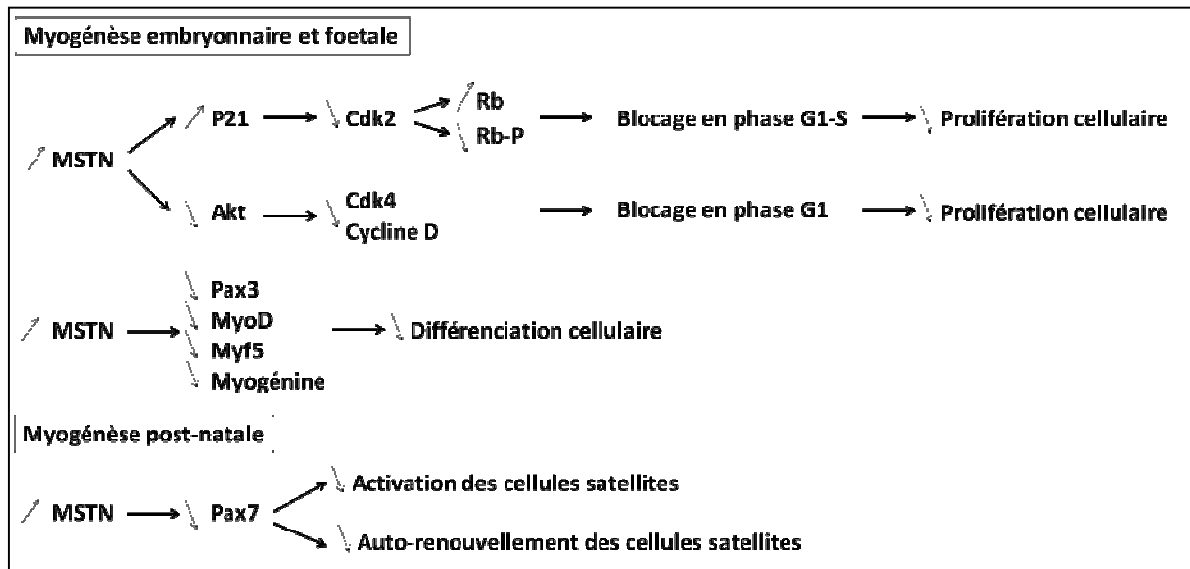 Myogénèse embryonnaire et foetale
P21
Cdk2
Rb
Rb-P
Blocage en phase G1-S
Prolifération cellulaire
MSTN
Akt
Cdk4
Cycline D
Blocage en phase G1
Prolifération cellulaire
MSTN
Pax3
MyoD
Myf5
Myogénine
Différenciation cellulaire
Myogénèse post-natale
MSTN
Pax7
Activation des cellules satellites
Auto-renouvellement des cellules satellites